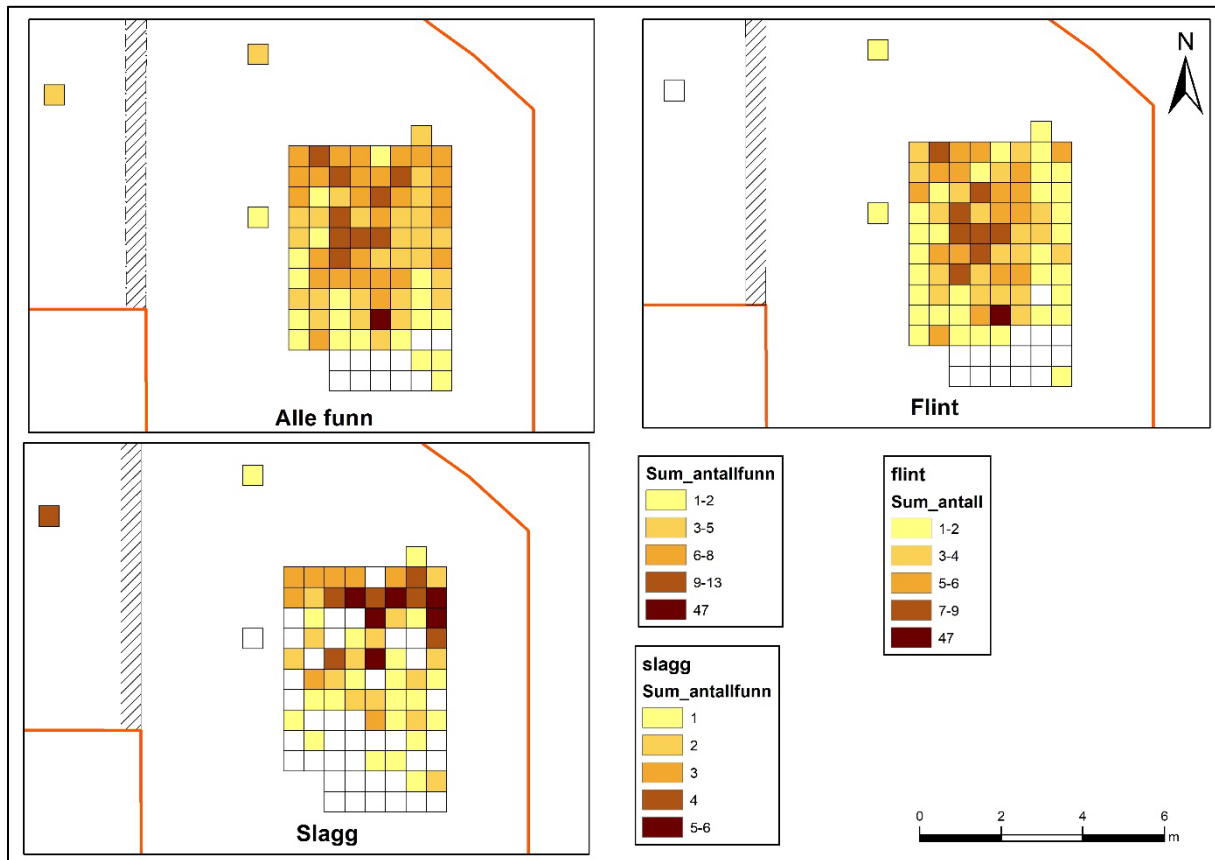 N
Alle funn
Flint
Slagg
Sum_antallfunn
1-2
3-5
6-8
9-13
47
flint
Sum_antall
1-2
3-4
5-6
7-9
47
slagg
Sum_antallfunn
1
2
3
4
5-6
0 2 4 6
m